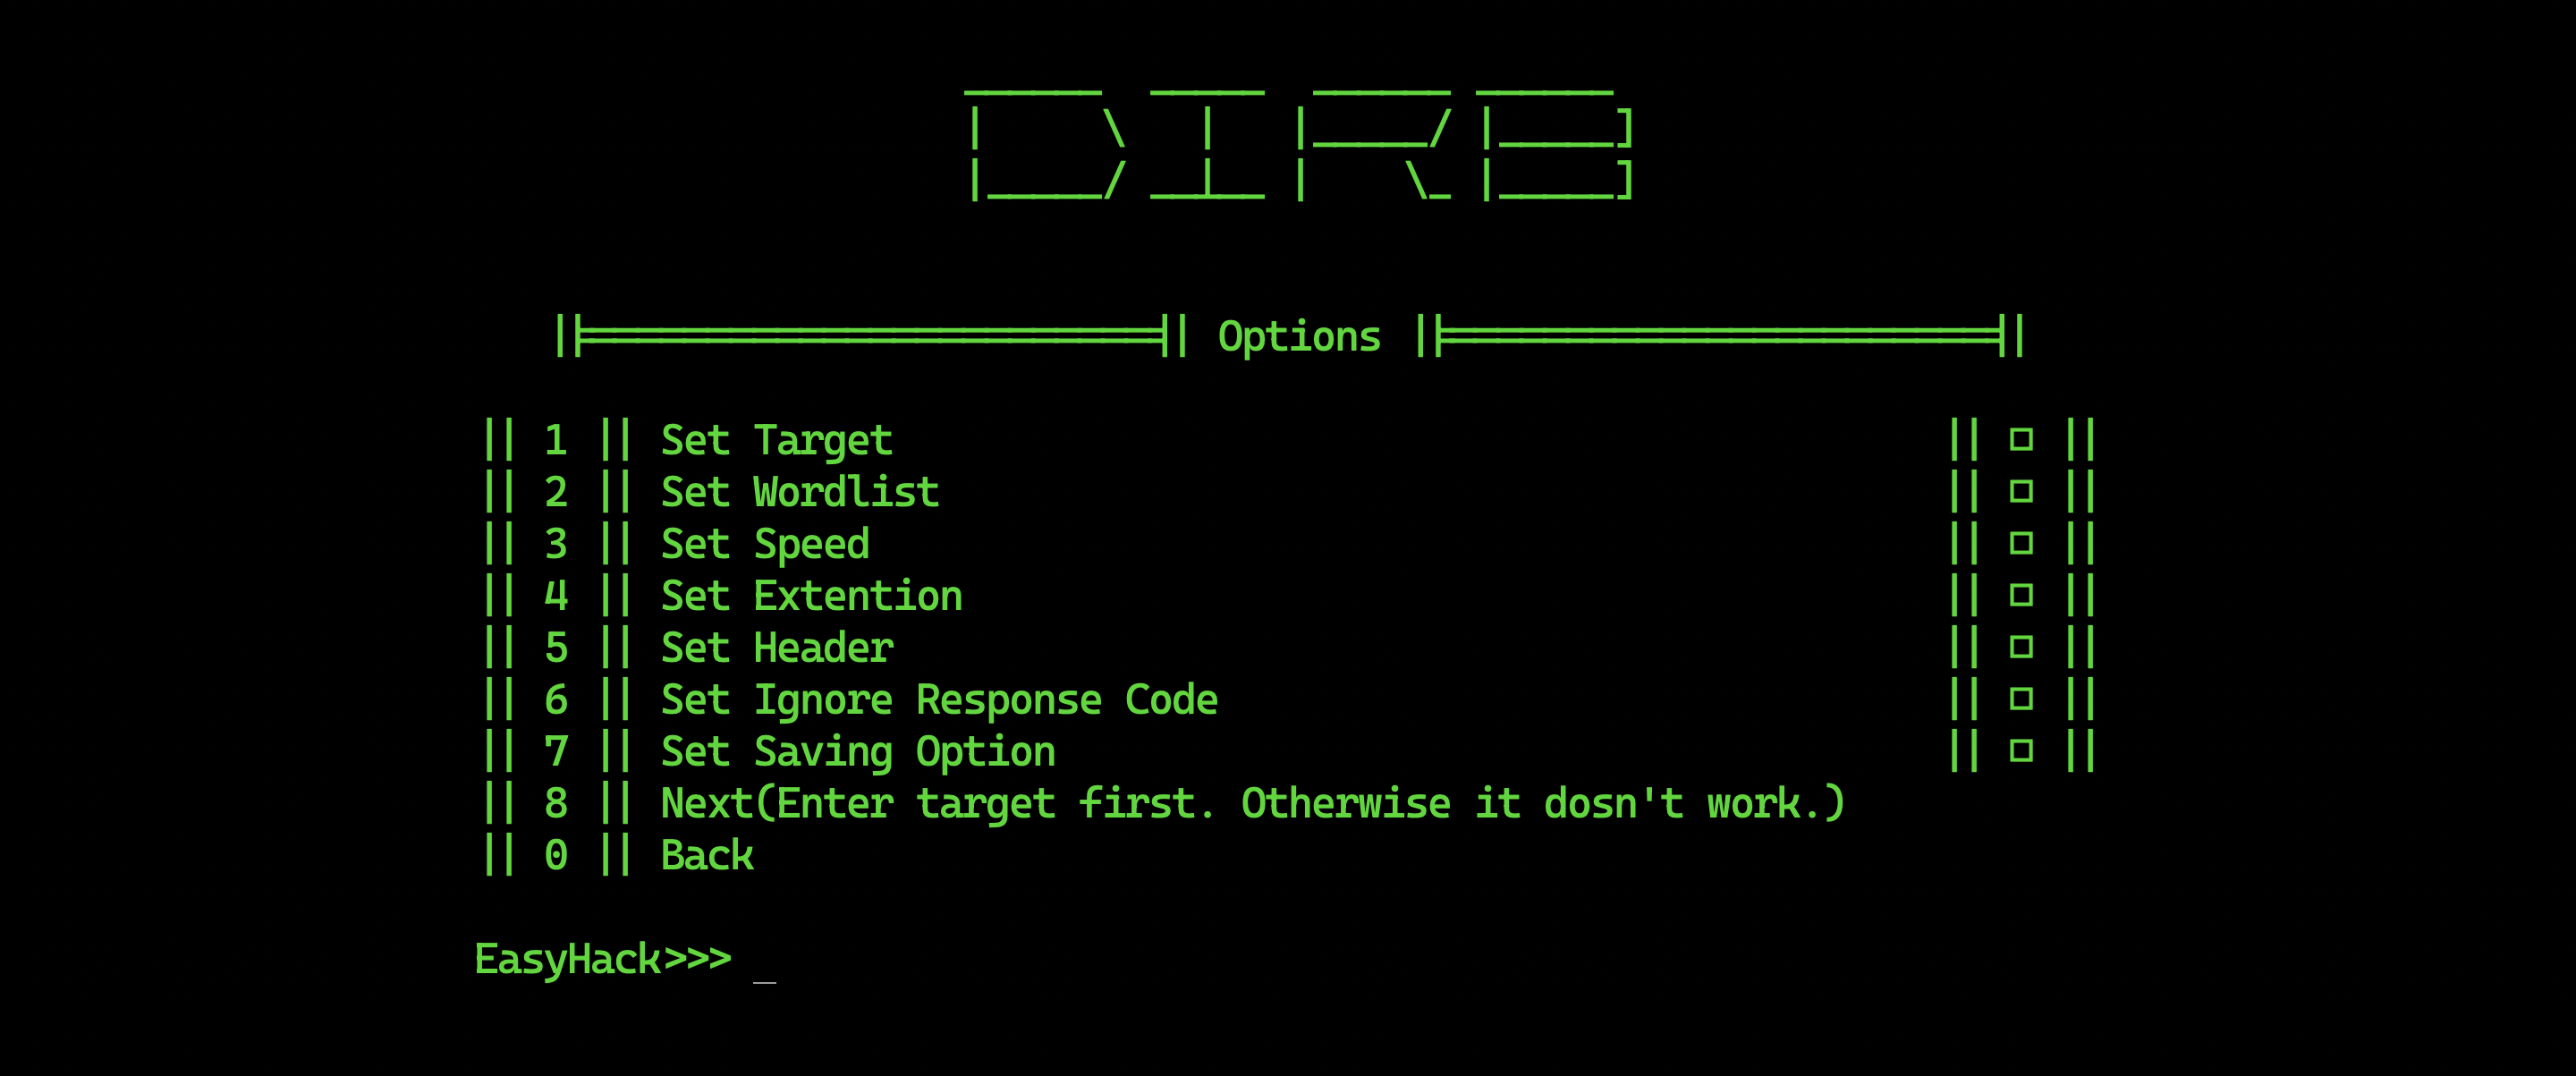 DIRB
||================================|| Options ||================================||
|| 1 || Set Target || □ ||
|| 2 || Set Wordlist || □ ||
|| 3 || Set Speed || □ ||
|| 4 || Set Extention || □ ||
|| 5 || Set Header || □ ||
|| 6 || Set Ignore Response Code || □ ||
|| 7 || Set Saving Option || □ ||
|| 8 || Next(Enter target first. Otherwise it dosn't work.)
|| 0 || Back
EasyHack>>> _